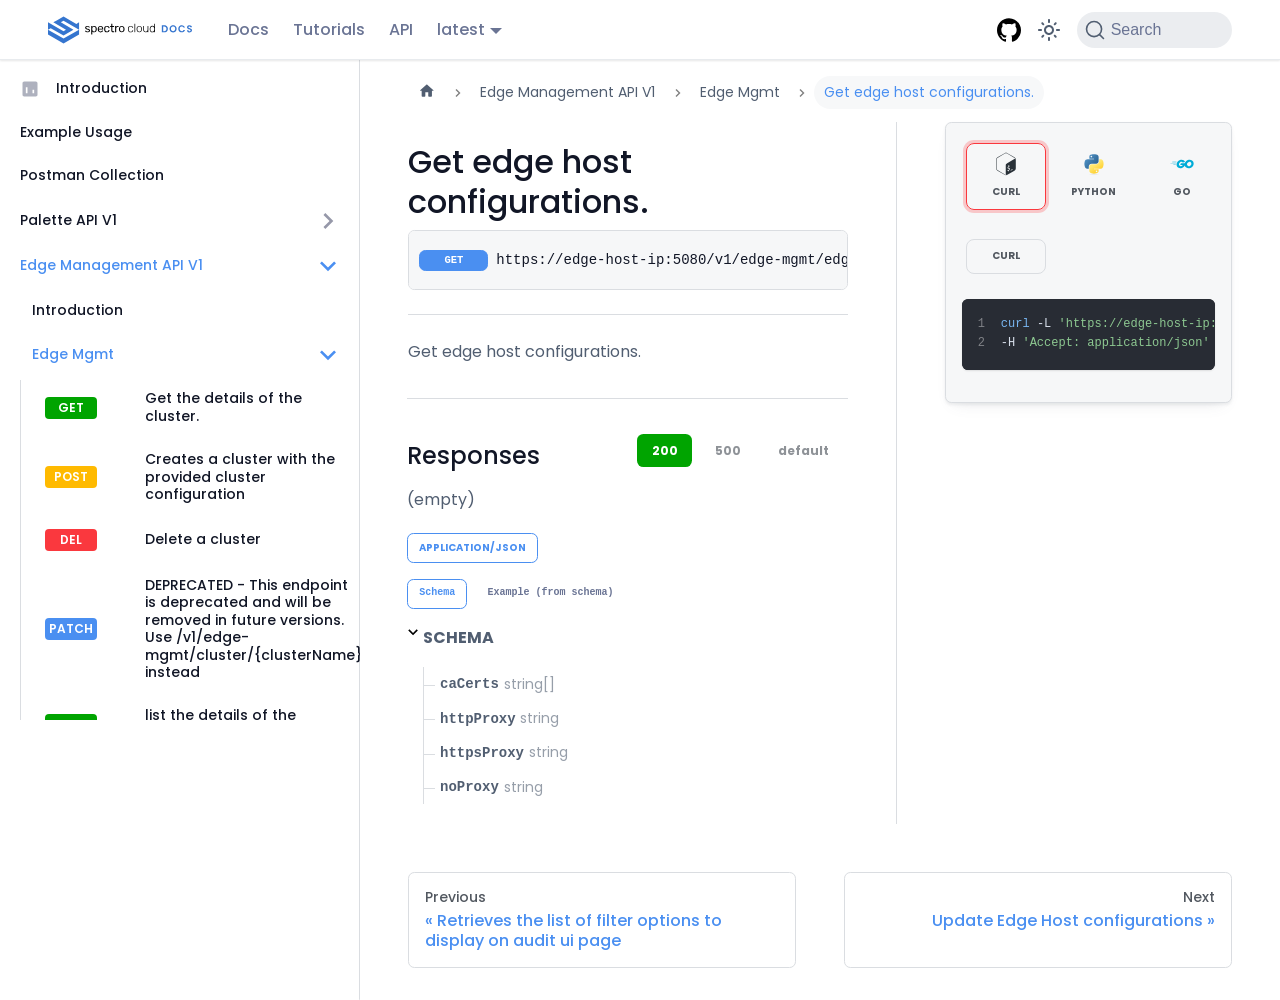 spectro cloud DOCS
Docs
Tutorials
API
latest
Search
Introduction
Example Usage
Postman Collection
Palette API V1
Edge Management API V1
Introduction
Edge Mgmt
GET
Get the details of the
cluster.
POST
Creates a cluster with the
provided cluster
configuration
DEL
Delete a cluster
PATCH
DEPRECATED - This endpoint
is deprecated and will be
removed in future versions.
Use /v1/edge-
mgmt/cluster/{clusterName}
instead
list the details of the
Edge Management API V1
Edge Mgmt
Get edge host configurations.
Get edge host
configurations.
GET
https://edge-host-ip:5080/v1/edge-mgmt/edg
Get edge host configurations.
Responses
200
500
default
(empty)
APPLICATION/JSON
Schema
Example (from schema)
SCHEMA
caCerts string[]
httpProxy string
httpsProxy string
noProxy string
CURL
PYTHON
GO
CURL
1 curl -L 'https://edge-host-ip:
2 -H 'Accept: application/json'
Previous
« Retrieves the list of filter options to
display on audit ui page
Next
Update Edge Host configurations »